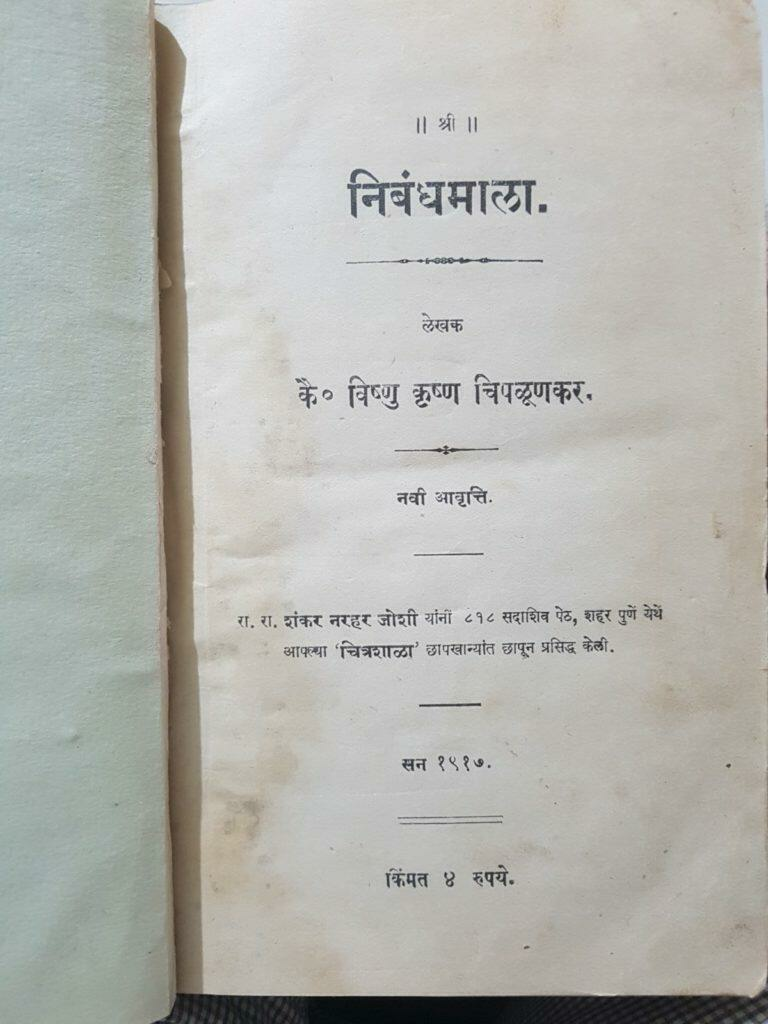 ॥ श्री ॥
निबंधमाला.
लेखक
कै० विष्णु कृष्ण चिपळूणकर.
नवी आवृत्ति.
रा. रा. शंकर नरहर जोशी यांनीं ८१८ सदाशिव पेठ, शहर पुणें येथें
आपल्या 'चित्रशाळा' छापखान्यांत छापून प्रसिद्ध केली.
सन १९१७.
किंमत ४ रुपये.